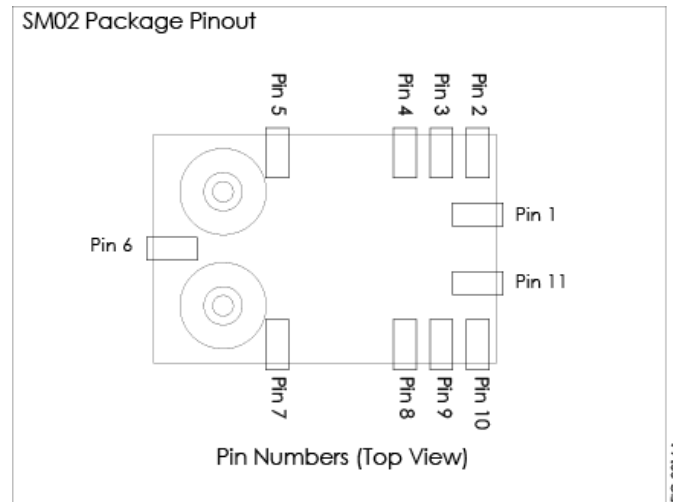 SM02 Package Pinout
Pin 5
Pin 4
Pin 3
Pin 2
Pin 1
Pin 6
Pin 11
Pin 7
Pin 8
Pin 9
Pin 10
Pin Numbers (Top View)